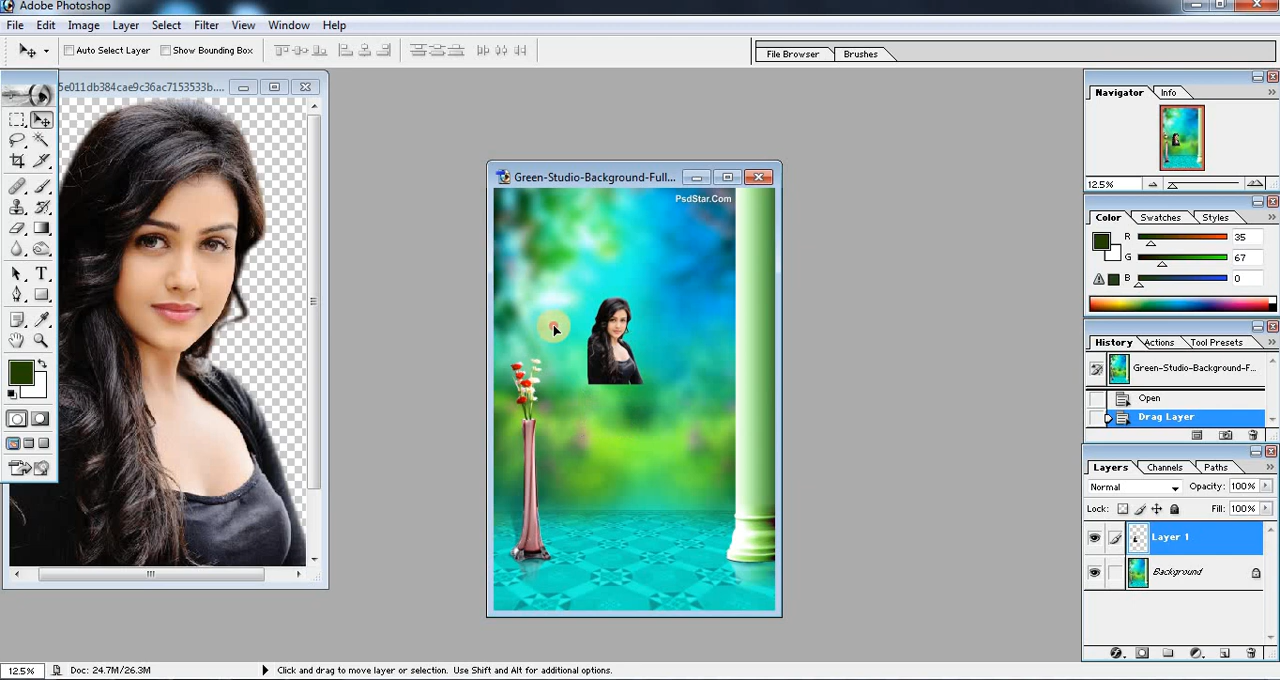 Adobe Photoshop
File Edit Image Layer Select Filter View Window Help
Auto Select Layer Show Bounding Box File Browser Brushes
5e011db384cae9c36ac7153533b....
Green-Studio-Background-Full...
PsdStar.Com
Navigator Info
12.5%
Color Swatches Styles
R 35
G 67
B 0
History Actions Tool Presets
Green-Studio-Background-F...
Open
Drag Layer
Layers Channels Paths
Normal Opacity: 100%
Lock: Fill: 100%
Layer 1
Background
12.5% Doc: 24.7M/26.3M Click and drag to move layer or selection. Use Shift and Alt for additional options.